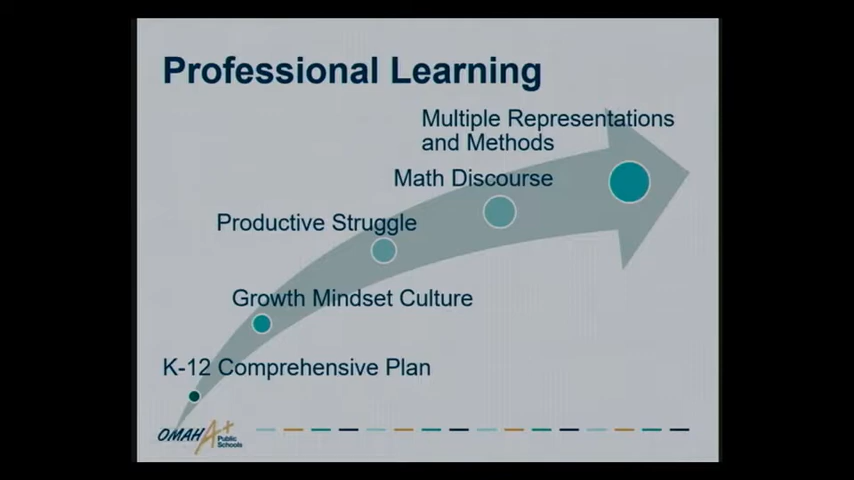 Professional Learning
Multiple Representations
and Methods
Math Discourse
Productive Struggle
Growth Mindset Culture
K-12 Comprehensive Plan
OMAHA+
Public
Schools